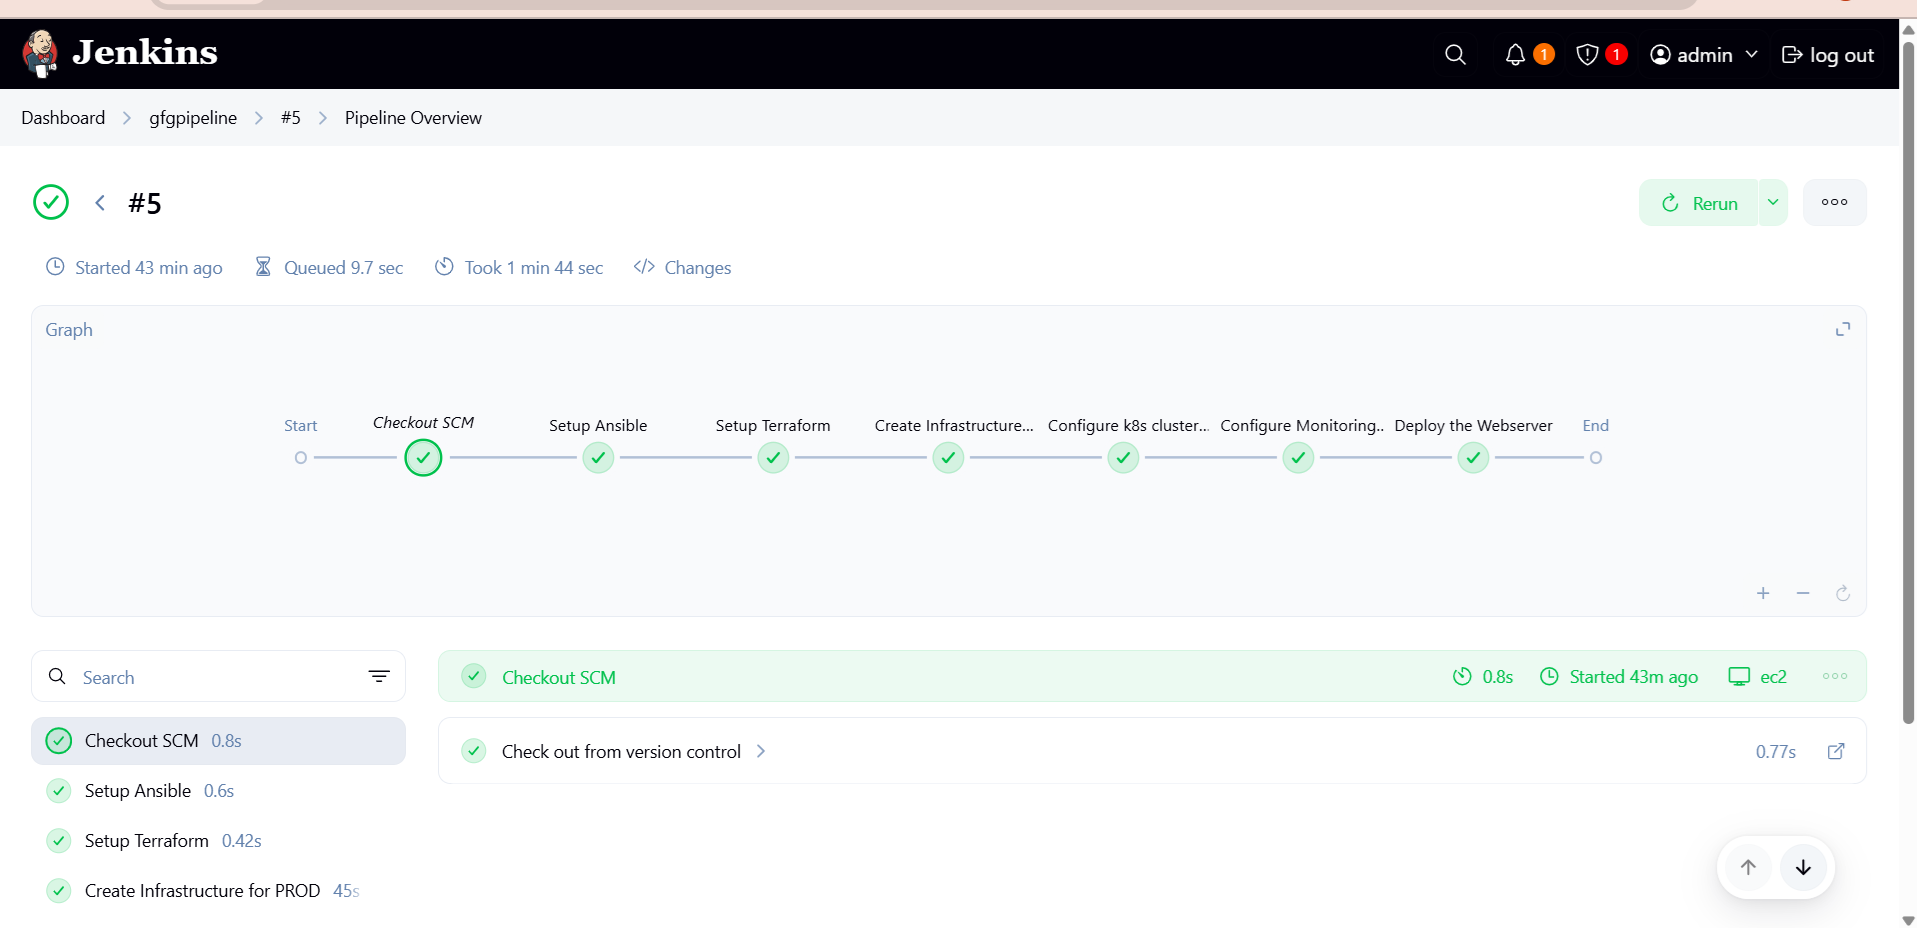 Jenkins
1
1
admin
log out
Dashboard
gfgpipeline
#5
Pipeline Overview
#5
Rerun
Started 43 min ago
Queued 9.7 sec
Took 1 min 44 sec
Changes
Graph
Start
Checkout SCM
Setup Ansible
Setup Terraform
Create Infrastructure...
Configure k8s cluster...
Configure Monitoring...
Deploy the Webserver
End
Search
Checkout SCM
0.8s
Started 43m ago
ec2
Checkout SCM 0.8s
Check out from version control
0.77s
Setup Ansible 0.6s
Setup Terraform 0.42s
Create Infrastructure for PROD 45s